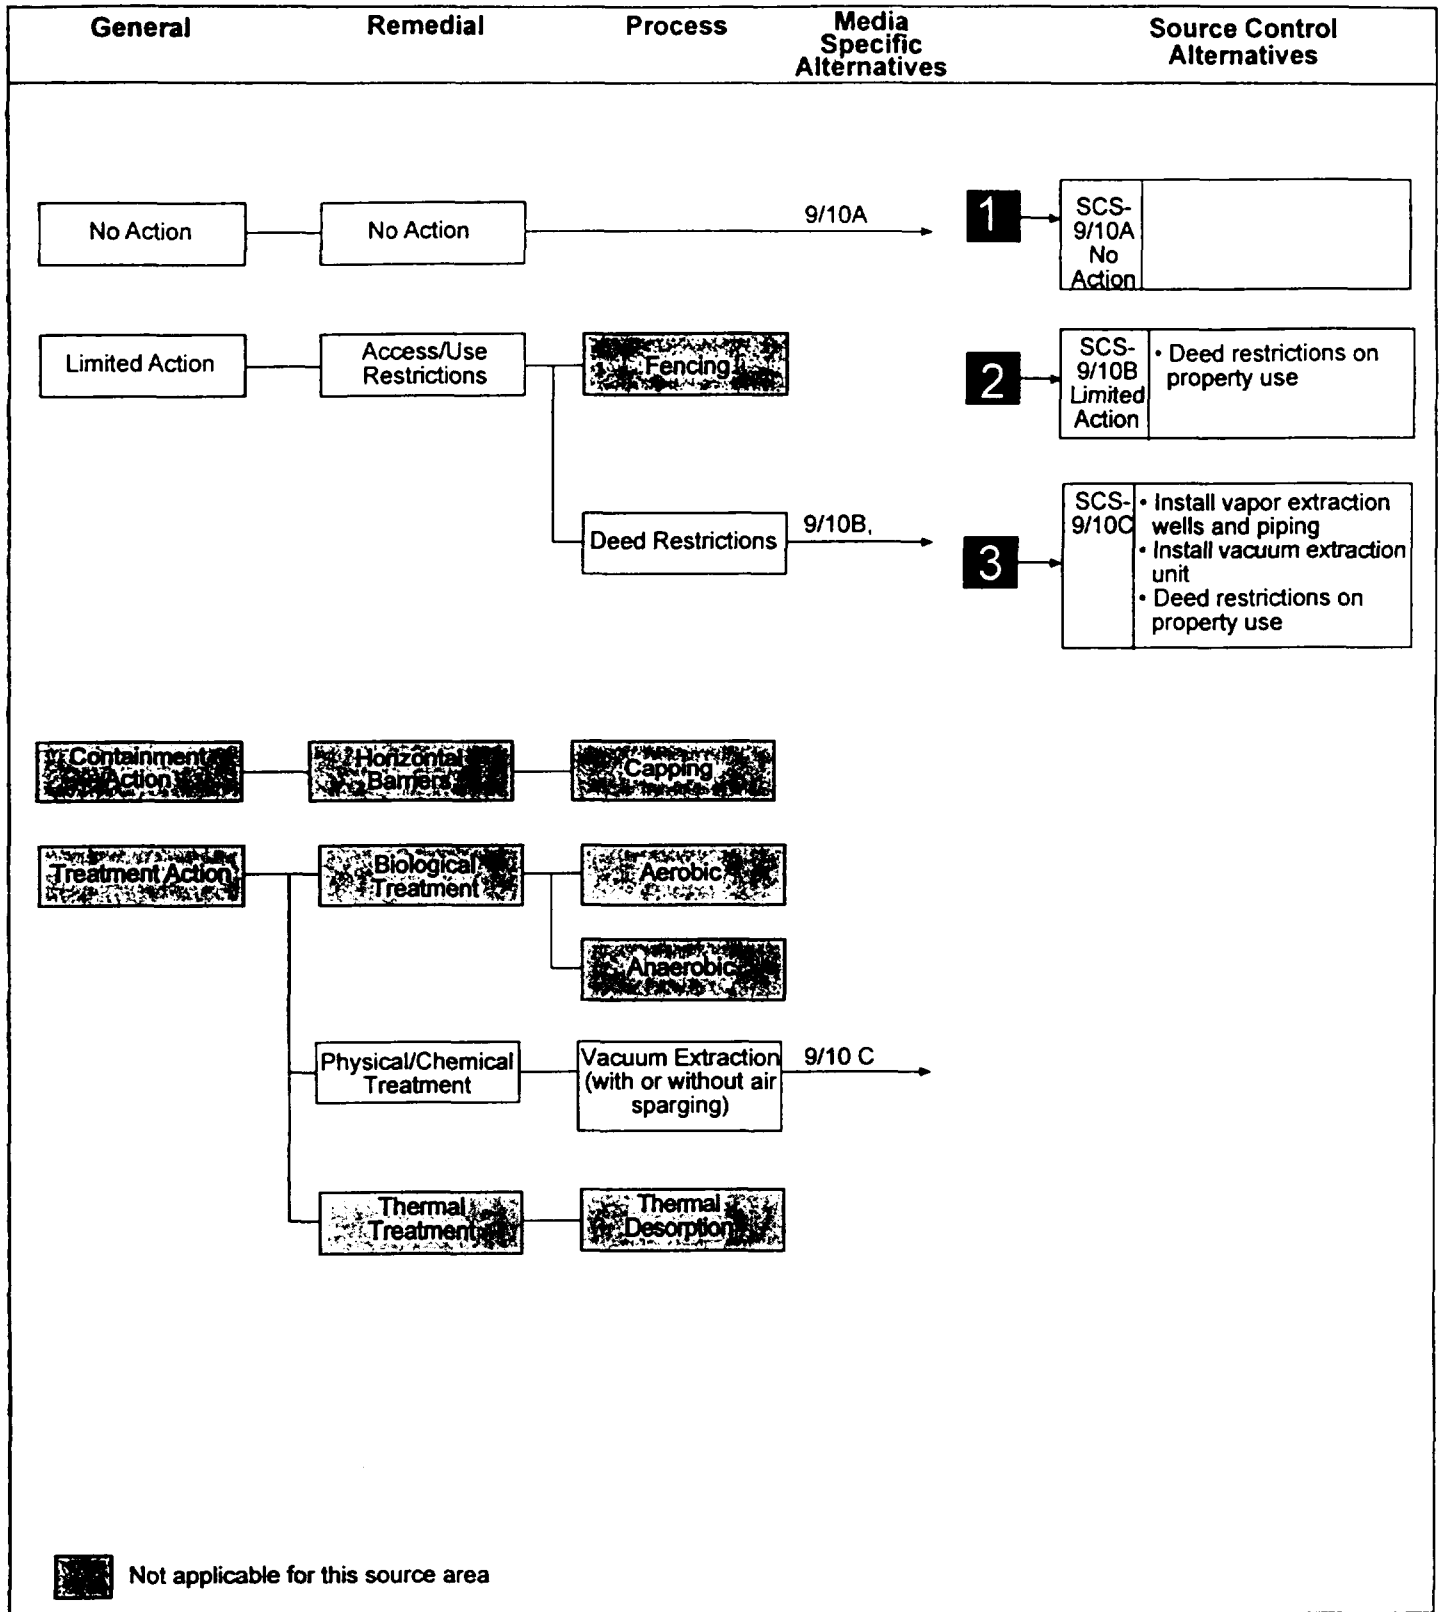 General
Remedial
Process
Media
Specific
Alternatives
Source Control
Alternatives
No Action
No Action
9/10A
1
SCS-
9/10A
No
Action
Limited Action
Access/Use
Restrictions
Fencing
2
SCS-
9/10B
Limited
Action
• Deed restrictions on
property use
Deed Restrictions
9/10B,
3
SCS-
9/10C
• Install vapor extraction
wells and piping
• Install vacuum extraction
unit
• Deed restrictions on
property use
Containment
Action
Horizontal
Barriers
Capping
Treatment Action
Biological
Treatment
Aerobic
Anaerobic
Physical/Chemical
Treatment
Vacuum Extraction
(with or without air
sparging)
9/10 C
Thermal
Treatment
Thermal
Desorption
Not applicable for this source area